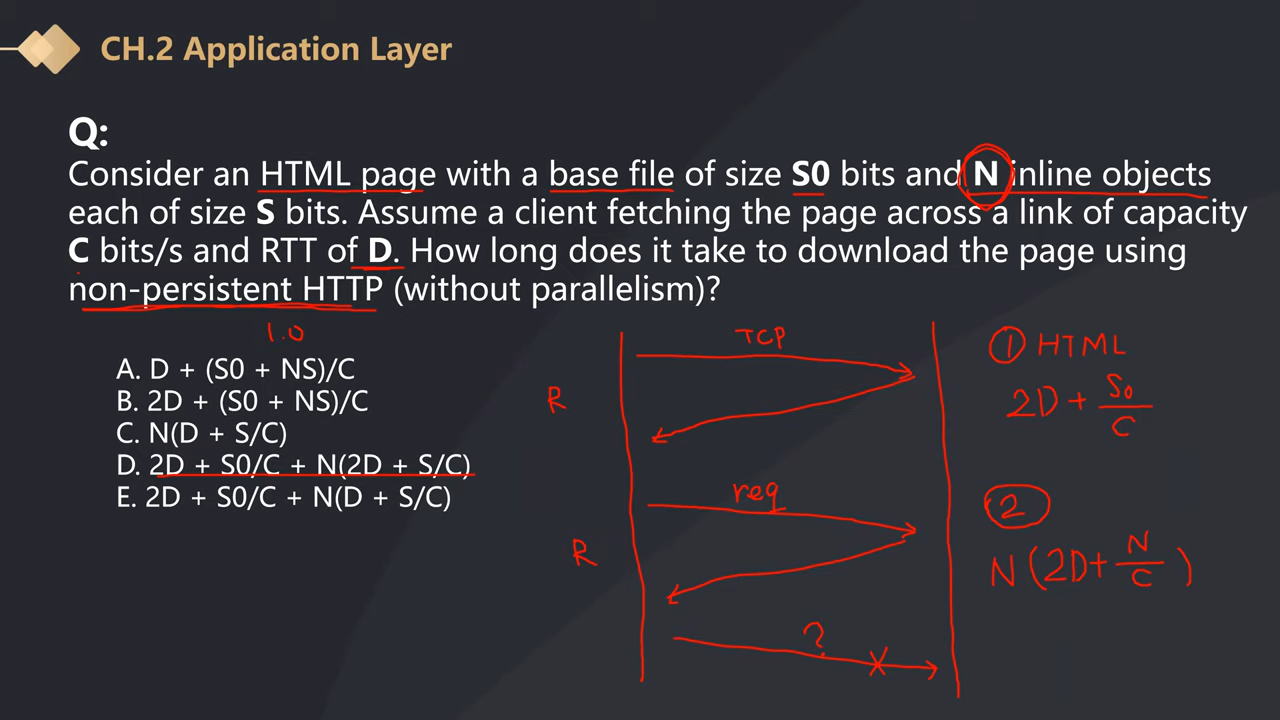 CH.2 Application Layer
Q:
Consider an HTML page with a base file of size S0 bits and N inline objects
each of size S bits. Assume a client fetching the page across a link of capacity
C bits/s and RTT of D. How long does it take to download the page using
non-persistent HTTP (without parallelism)?
1.0
A. D + (S0 + NS)/C
B. 2D + (S0 + NS)/C
C. N(D + S/C)
D. 2D + S0/C + N(2D + S/C)
E. 2D + S0/C + N(D + S/C)
TCP
R
req
R
?
① HTML
2D + S0/C
②
N(2D + N/C)